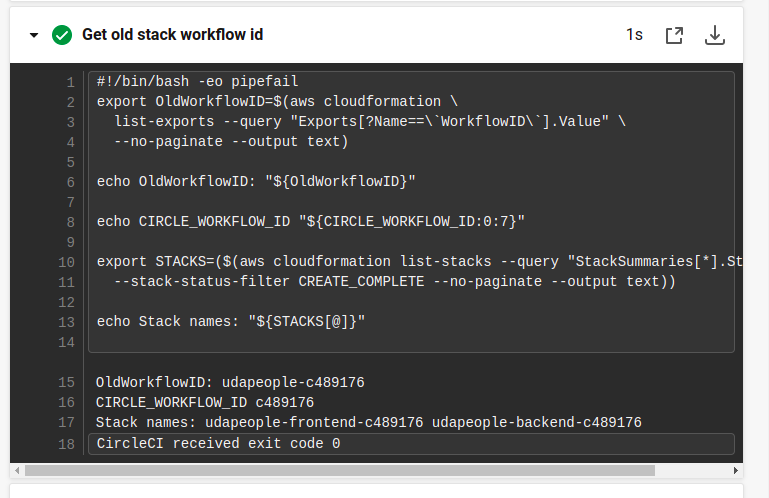 Get old stack workflow id 1s
1 #!/bin/bash -eo pipefail
2 export OldWorkflowID=$(aws cloudformation \
3 list-exports --query "Exports[?Name==\`WorkflowID\`].Value" \
4 --no-paginate --output text)
5
6 echo OldWorkflowID: "${OldWorkflowID}"
7
8 echo CIRCLE_WORKFLOW_ID "${CIRCLE_WORKFLOW_ID:0:7}"
9
10 export STACKS=($(aws cloudformation list-stacks --query "StackSummaries[*].St
11 --stack-status-filter CREATE_COMPLETE --no-paginate --output text))
12
13 echo Stack names: "${STACKS[@]}"
14
15 OldWorkflowID: udapeople-c489176
16 CIRCLE_WORKFLOW_ID c489176
17 Stack names: udapeople-frontend-c489176 udapeople-backend-c489176
18 CircleCI received exit code 0